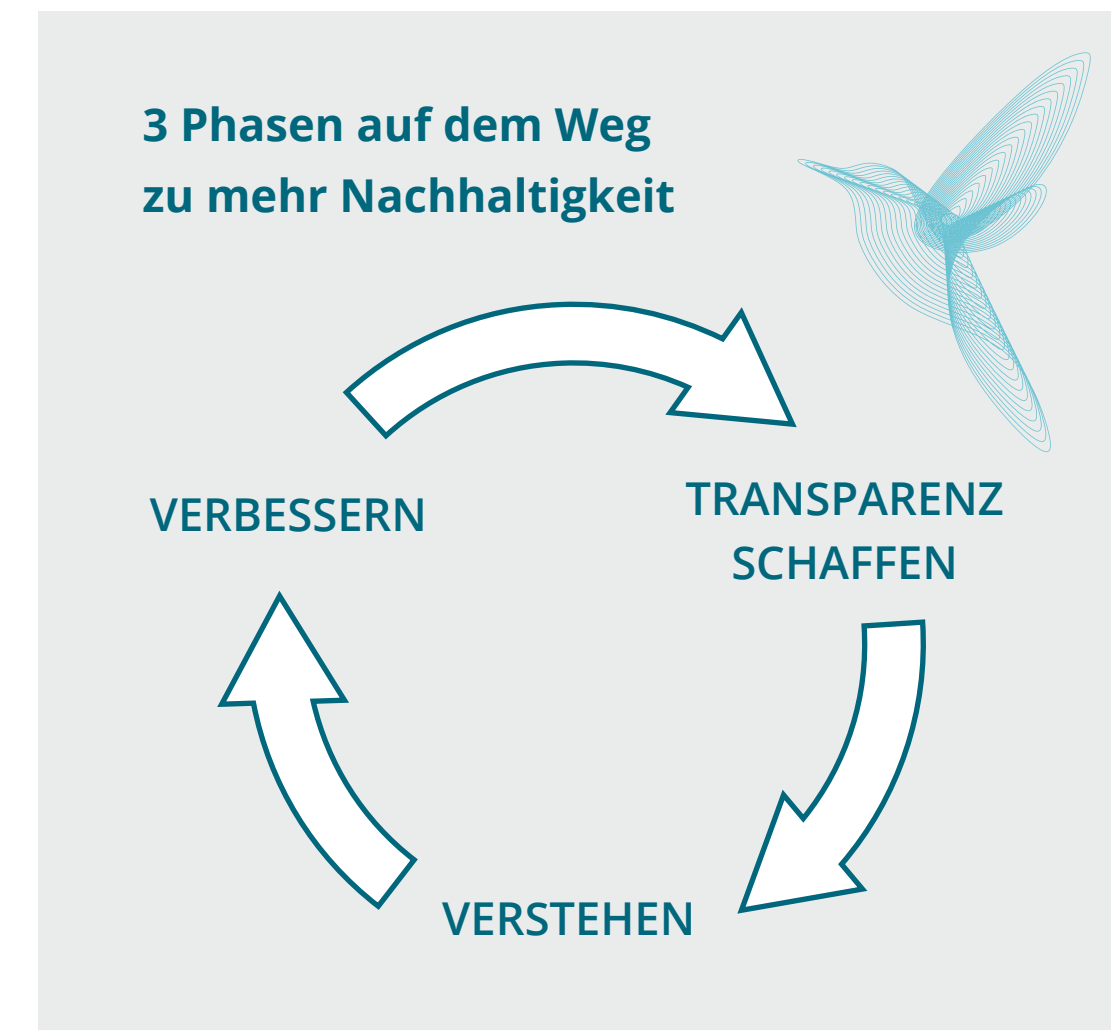 3 Phasen auf dem Weg
zu mehr Nachhaltigkeit
VERBESSERN
TRANSPARENZ
SCHAFFEN
VERSTEHEN